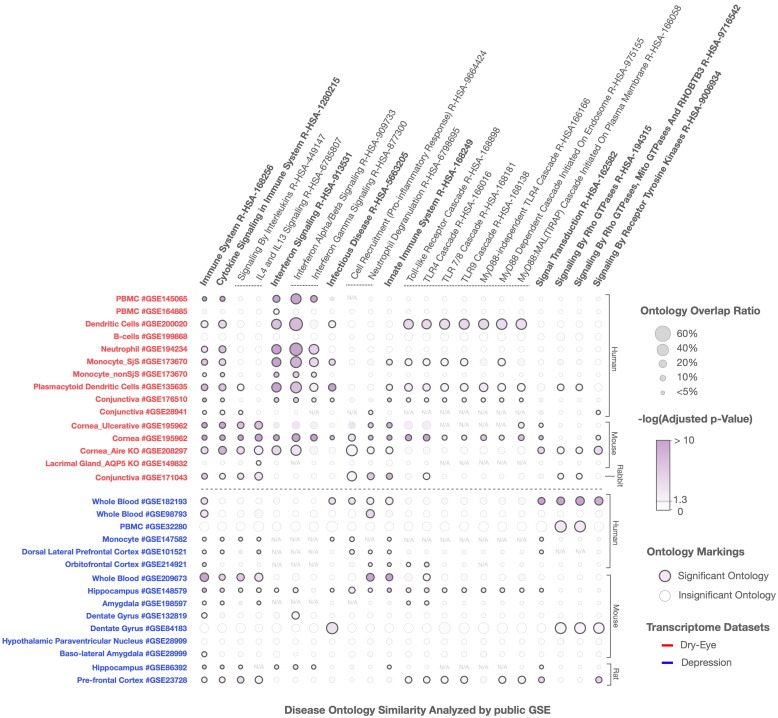 Immune System R-HSA-168256
Cytokine Signaling in Immune System R-HSA-1280215
Signaling By Interleukins R-HSA-449147
IL4 and IL13 Signaling R-HSA-6785807
Interferon Signaling R-HSA-913531
Interferon Alpha/Beta Signaling R-HSA-909733
Interferon Gamma Signaling R-HSA-877300
Infectious Disease R-HSA-5663205
Cell Recruitment (Pro-inflammatory Response) R-HSA-9664424
Neutrophil Degranulation R-HSA-6798695
Innate Immune System R-HSA-168249
Toll-like Receptor Cascade R-HSA-168898
TLR4 Cascade R-HSA-166016
TLR 7/8 Cascade R-HSA-168181
TLR9 Cascade R-HSA-168138
MyD88-independent TLR4 Cascade R-HSA166166
MyD88 Dependent Cascade Initiated On Endosome R-HSA-975155
MyD88:MAL(TIRAP) Cascade Initiated On Plasma Membrane R-HSA-166058
Signal Transduction R-HSA-162582
Signaling By Rho GTPases R-HSA-194315
Signaling By Rho GTPases, Miro GTPases And RHOBTB3 R-HSA-9716542
Signaling By Receptor Tyrosine Kinases R-HSA-9006934
PBMC #GSE145065
PBMC #GSE164885
Dendritic Cells #GSE200020
B-cells #GSE199868
Neutrophil #GSE194234
Monocyte_SjS #GSE173670
Monocyte_nonSjS #GSE173670
Plasmacytoid Dendritic Cells #GSE135635
Conjunctiva #GSE176510
Conjunctiva #GSE28941
Cornea_Ulcerative #GSE195962
Cornea #GSE195962
Cornea_Aire KO #GSE208297
Lacrimal Gland_AQP5 KO #GSE149832
Conjunctiva #GSE171043
Human
Mouse
Rabbit
Whole Blood #GSE182193
Whole Blood #GSE98793
PBMC #GSE32280
Monocyte #GSE147582
Dorsal Lateral Prefrontal Cortex #GSE101521
Orbitofrontal Cortex #GSE214921
Whole Blood #GSE209673
Hippocampus #GSE148579
Amygdala #GSE198597
Dentate Gyrus #GSE132819
Dentate Gyrus #GSE84183
Hypothalamic Paraventricular Nucleus #GSE28999
Baso-lateral Amygdala #GSE28999
Hippocampus #GSE86392
Pre-frontal Cortex #GSE23728
Human
Mouse
Rat
N/A
Ontology Overlap Ratio
60%
40%
20%
10%
<5%
-log(Adjusted p-Value)
> 10
1.3
0
Ontology Markings
Significant Ontology
Insignificant Ontology
Transcriptome Datasets
Dry-Eye
Depression
Disease Ontology Similarity Analyzed by public GSE